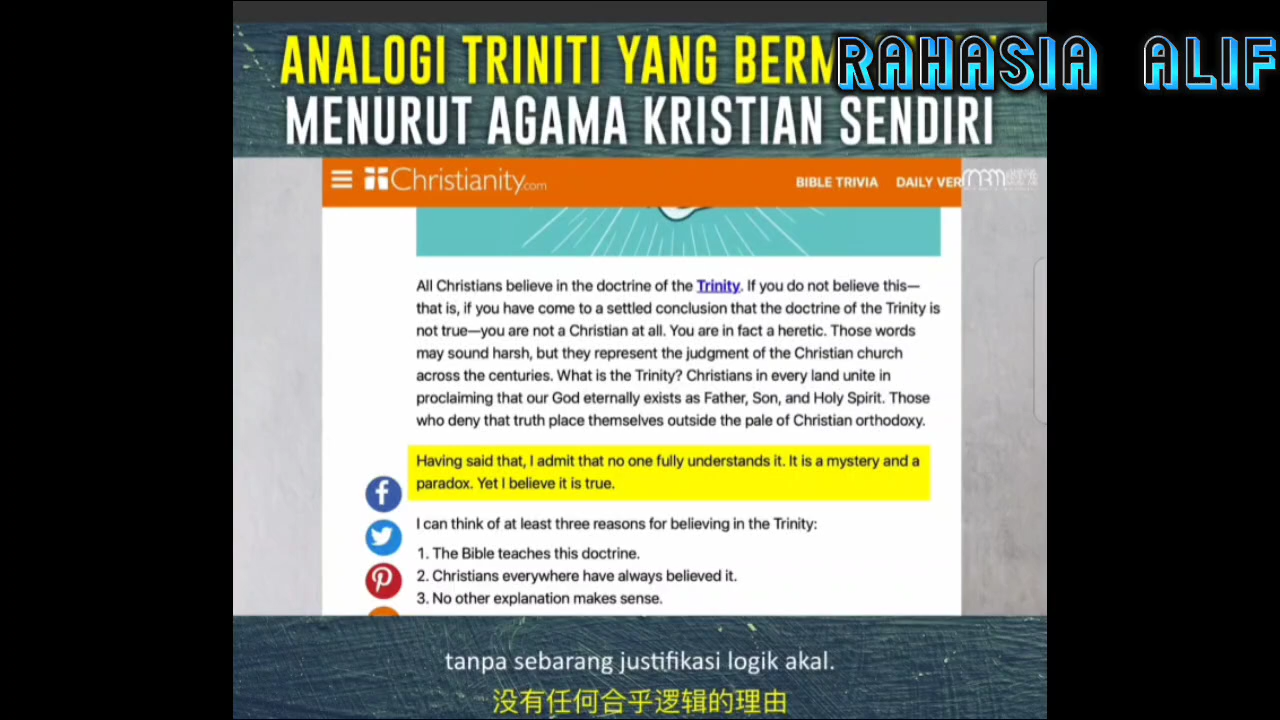 ANALOGI TRINITI YANG
RAHASIA ALIF
MENURUT AGAMA KRISTIAN SENDIRI
Christianity.com
BIBLE TRIVIA DAILY
All Christians believe in the doctrine of the Trinity. If you do not believe this—
that is, if you have come to a settled conclusion that the doctrine of the Trinity is
not true—you are not a Christian at all. You are in fact a heretic. Those words
may sound harsh, but they represent the judgment of the Christian church
across the centuries. What is the Trinity? Christians in every land unite in
proclaiming that our God eternally exists as Father, Son, and Holy Spirit. Those
who deny that truth place themselves outside the pale of Christian orthodoxy.
Having said that, I admit that no one fully understands it. It is a mystery and a
paradox. Yet I believe it is true.
I can think of at least three reasons for believing in the Trinity:
1. The Bible teaches this doctrine.
2. Christians everywhere have always believed it.
3. No other explanation makes sense.
tanpa sebarang justifikasi logik akal.
没有任何合乎逻辑的理由